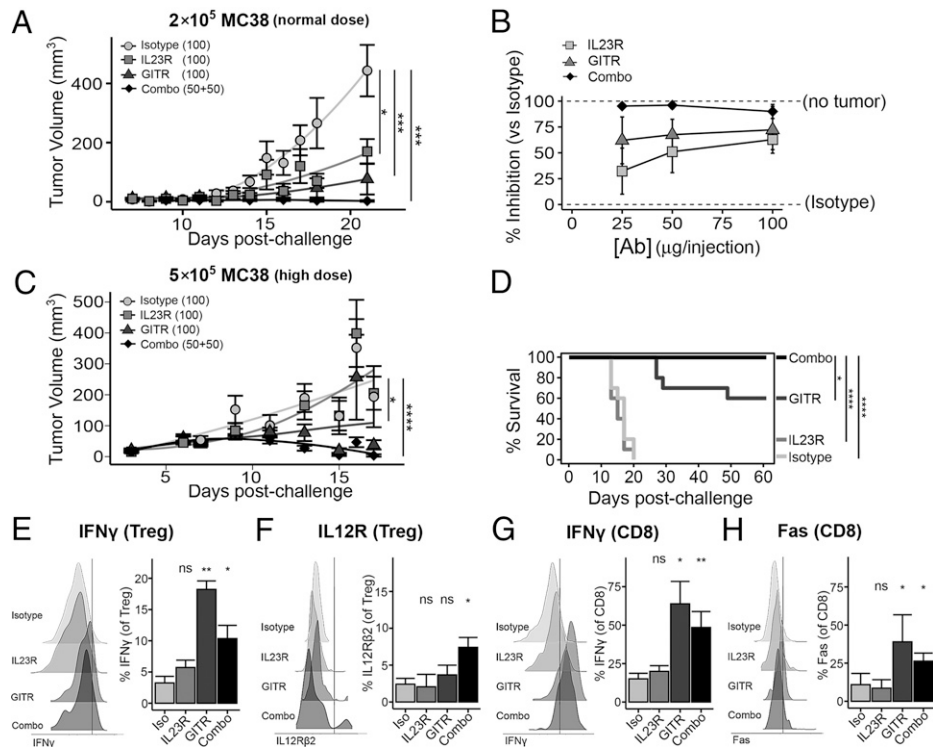 A
2×10⁵ MC38 (normal dose)
Isotype (100)
IL23R (100)
GITR (100)
Combo (50+50)
Tumor Volume (mm³)
400
200
0
10 15 20
Days post-challenge
* *** ***
B
IL23R
GITR
Combo
% Inhibition (vs Isotype)
100
75
50
25
0
(no tumor)
(Isotype)
0 25 50 100
[Ab] (μg/injection)
C
5×10⁵ MC38 (high dose)
Isotype (100)
IL23R (100)
GITR (100)
Combo (50+50)
Tumor Volume (mm³)
500
400
300
200
100
0
5 10 15
Days post-challenge
* ****
D
% Survival
100
80
60
40
20
0
Combo
GITR
IL23R
Isotype
* **** ****
0 10 20 30 40 50 60
Days post-challenge
E
IFNγ (Treg)
Isotype
IL23R
GITR
Combo
IFNγ
% IFNγ (of Treg)
20
15
10
5
0
ns ** *
Iso IL23R GITR Combo
F
IL12R (Treg)
Isotype
IL23R
GITR
Combo
IL12Rβ2
% IL12Rβ2 (of Treg)
20
15
10
5
0
ns ns *
Iso IL23R GITR Combo
G
IFNγ (CD8)
Isotype
IL23R
GITR
Combo
IFNγ
% IFNγ (of CD8)
75
50
25
0
ns * **
Iso IL23R GITR Combo
H
Fas (CD8)
Isotype
IL23R
GITR
Combo
Fas
% Fas (of CD8)
75
50
25
0
ns * *
Iso IL23R GITR Combo